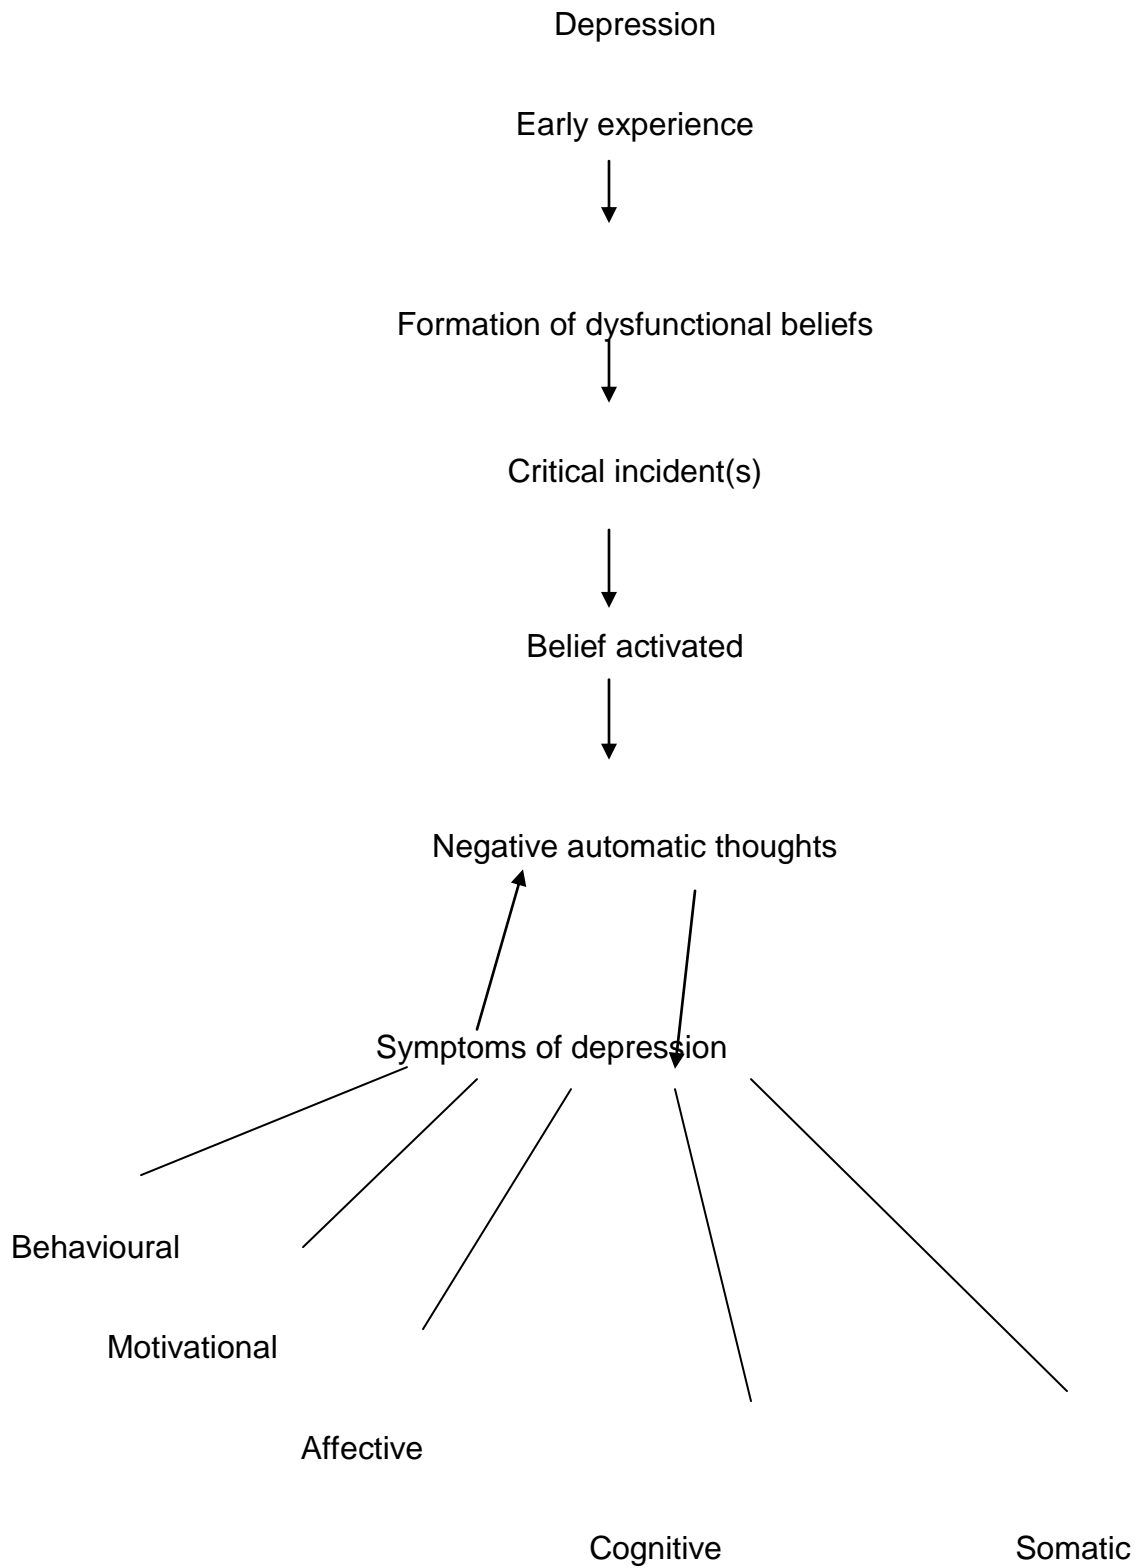 Depression
Early experience
Formation of dysfunctional beliefs
Critical incident(s)
Belief activated
Negative automatic thoughts
Symptoms of depression
Behavioural
Motivational
Affective
Cognitive Somatic